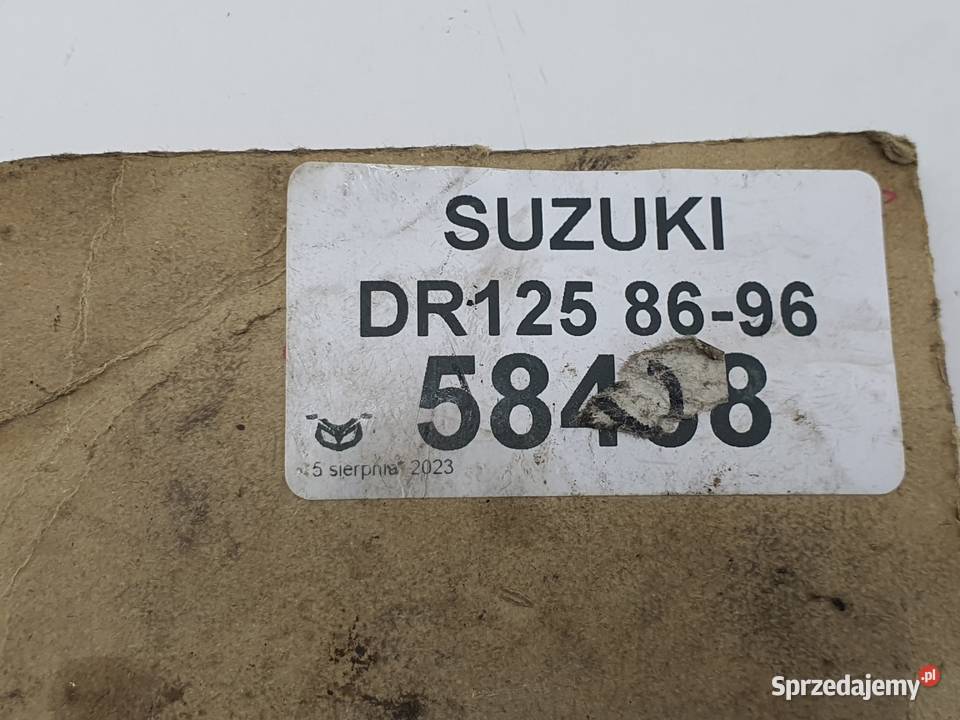 SUZUKI
DR125 86-96
5 sierpnia 2023
Sprzedajemy.pl